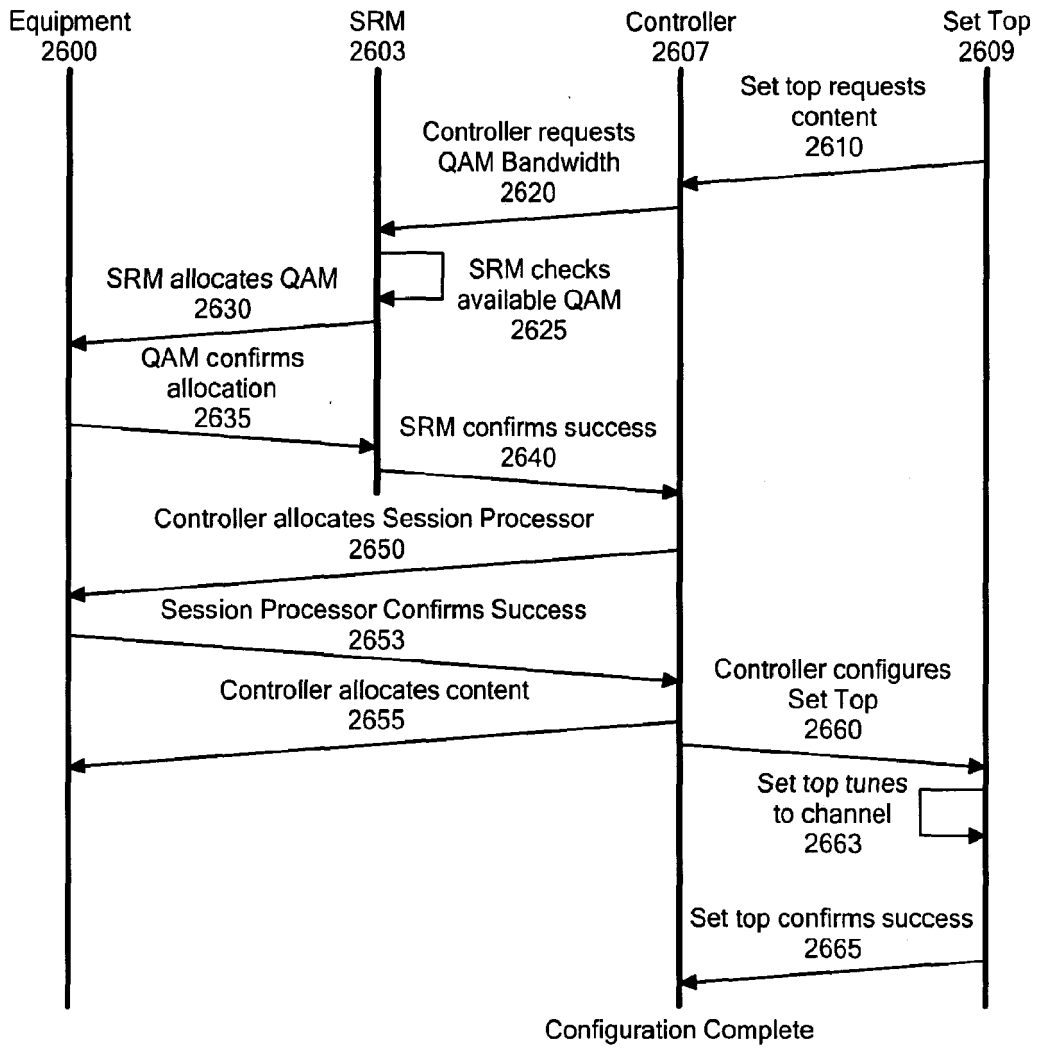 Equipment
2600
SRM
2603
Controller
2607
Set Top
2609
Set top requests
content
2610
Controller requests
QAM Bandwidth
2620
SRM checks
available QAM
2625
SRM allocates QAM
2630
QAM confirms
allocation
2635
SRM confirms success
2640
Controller allocates Session Processor
2650
Session Processor Confirms Success
2653
Controller allocates content
2655
Controller configures
Set Top
2660
Set top tunes
to channel
2663
Set top confirms success
2665
Configuration Complete